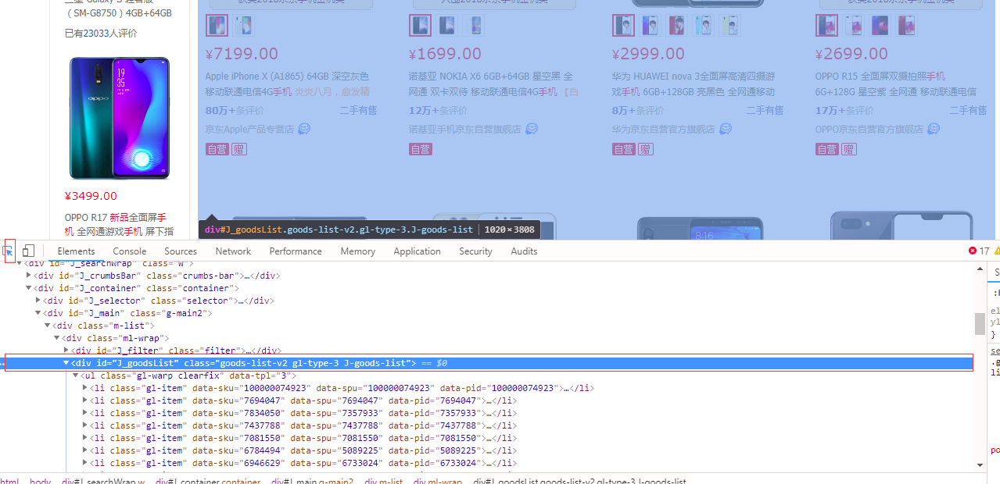 （SM-G8750）4GB+64GB
已有23033人评价
¥3499.00
OPPO R17 新品全面屏手
机 全网通游戏手机 屏下指
¥7199.00
Apple iPhone X (A1865) 64GB 深空灰色
移动联通电信4G手机 炎炎八月，愈发精
80万+条评价 二手有售
京东Apple产品专营店
自营 赠
¥1699.00
诺基亚 NOKIA X6 6GB+64GB 星空黑 全
网通 双卡双待 移动联通电信4G手机 【白
12万+条评价
诺基亚手机京东自营旗舰店
自营
¥2999.00
华为 HUAWEI nova 3全面屏高清四摄游
戏手机 6GB+128GB 亮黑色 全网通移动
8万+条评价 二手有售
华为京东自营官方旗舰店
自营 赠
¥2699.00
OPPO R15 全面屏双摄拍照手机
6G+128G 星空紫 全网通 移动联通电信
17万+条评价 二手有售
OPPO京东自营官方旗舰店
自营 赠
19
35
oppo
8:16
div#J_goodsList.goods-list-v2.gl-type-3.J-goods-list | 1020×3808
Elements Console Sources Network Performance Memory Application Security Audits 17
<div id="J_searchWrap" class="w">
<div id="J_crumbsBar" class="crumbs-bar">…</div>
<div id="J_container" class="container">
<div id="J_selector" class="selector">…</div>
<div id="J_main" class="g-main2">
<div class="m-list">
<div class="ml-wrap">
<div id="J_filter" class="filter">…</div>
<div id="J_goodsList" class="goods-list-v2 gl-type-3 J-goods-list"> == $0
<ul class="gl-warp clearfix" data-tpl="3">
<li class="gl-item" data-sku="100000074923" data-spu="100000074923" data-pid="100000074923">…</li>
<li class="gl-item" data-sku="7694047" data-spu="7694047" data-pid="7694047">…</li>
<li class="gl-item" data-sku="7834050" data-spu="7357933" data-pid="7357933">…</li>
<li class="gl-item" data-sku="7437788" data-spu="7437788" data-pid="7437788">…</li>
<li class="gl-item" data-sku="7081550" data-spu="7081550" data-pid="7081550">…</li>
<li class="gl-item" data-sku="6784494" data-spu="5089225" data-pid="5089225">…</li>
<li class="gl-item" data-sku="6946629" data-spu="6733024" data-pid="6733024">…</li>
html body div#J_searchWrap.w div#J_container.container div#J_main.g-main2 div.m-list div.ml-wrap div#J_goodsList.goods-list-v2.gl-type-3.J-goods-list